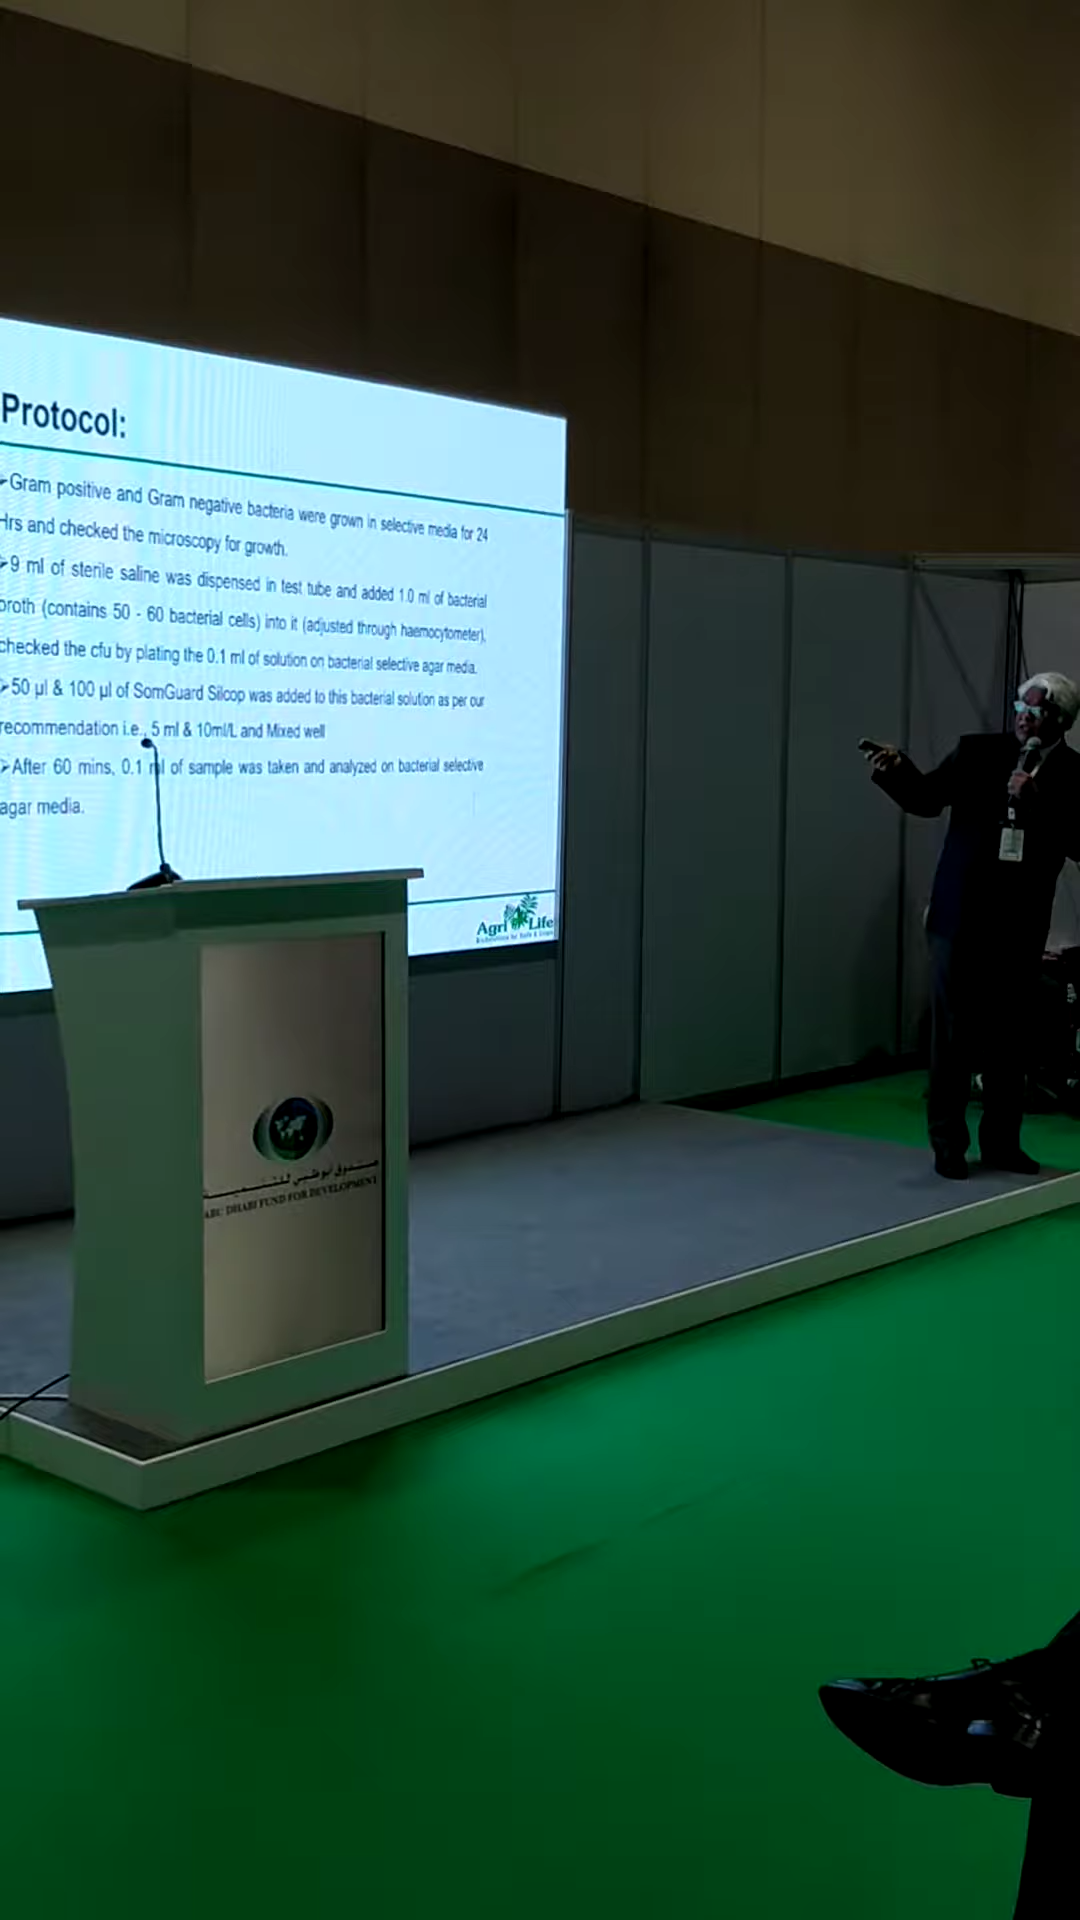 Protocol:
➢Gram positive and Gram negative bacteria were grown in selective media for 24
Hrs and checked the microscopy for growth.
➢9 ml of sterile saline was dispensed in test tube and added 1.0 ml of bacterial
broth (contains 50 - 60 bacterial cells) into it (adjusted through haemocytometer),
checked the cfu by plating the 0.1 ml of solution on bacterial selective agar media.
➢50 µl & 100 µl of SomGuard Silcop was added to this bacterial solution as per our
recommendation i.e., 5 ml & 10ml/L and Mixed well
➢After 60 mins, 0.1 ml of sample was taken and analyzed on bacterial selective
agar media.
Agri Life
صندوق أبوظبي للتنمية
ABU DHABI FUND FOR DEVELOPMENT